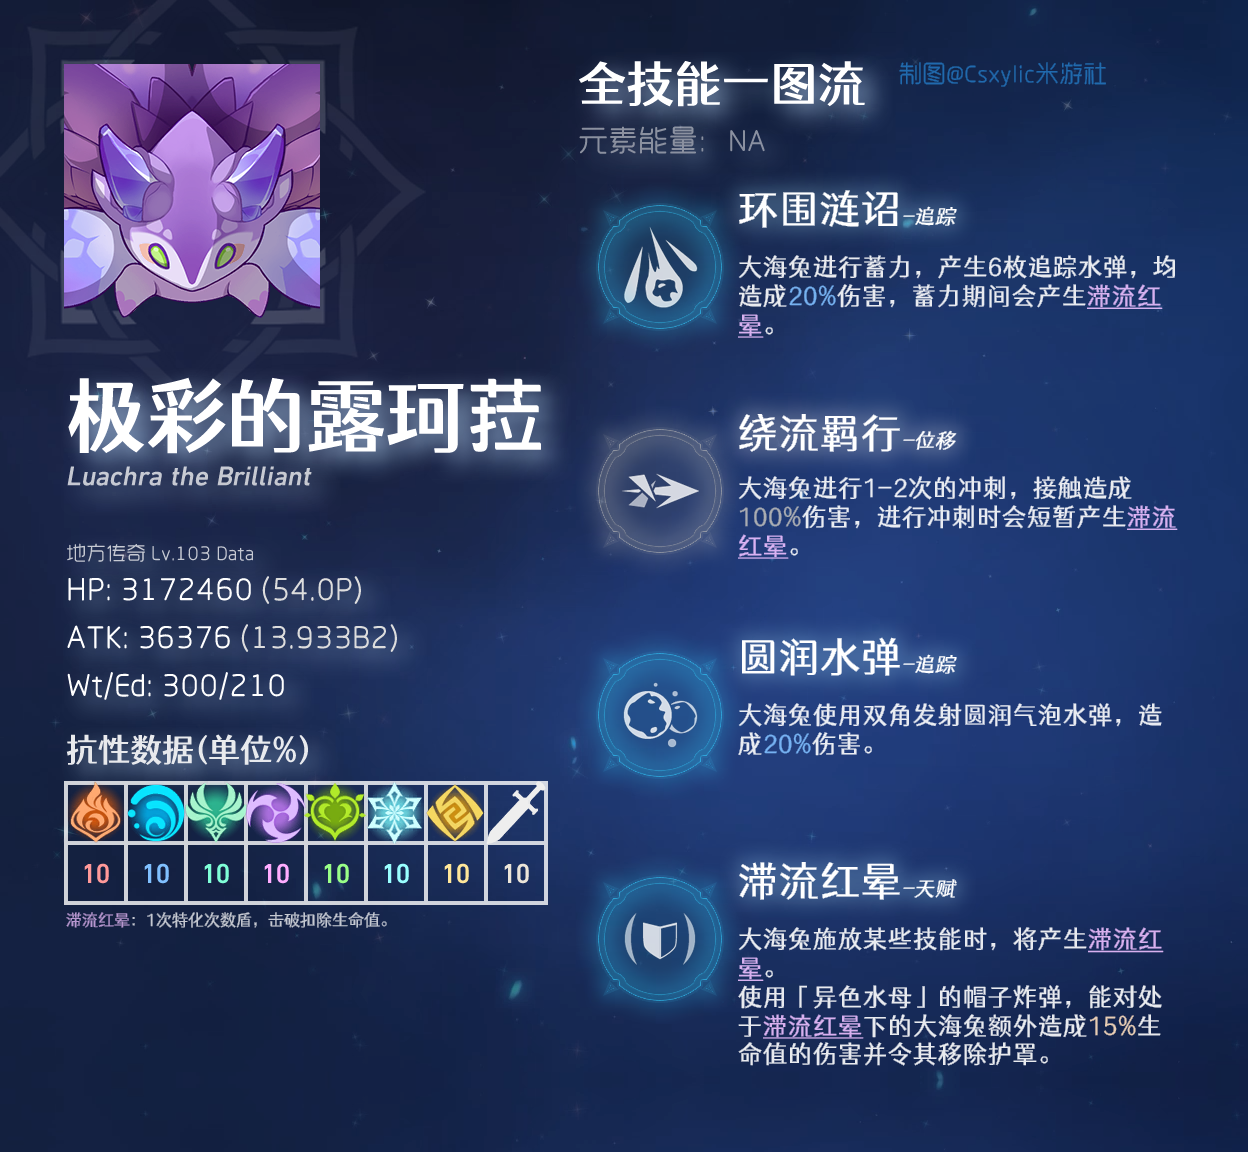 全技能一图流
制图@Csxylic米游社
元素能量： NA
环围涟诏-追踪
大海兔进行蓄力，产生6枚追踪水弹，均
造成20%伤害，蓄力期间会产生滞流红
晕。
极彩的露珂菈
Luachra the Brilliant
绕流羁行-位移
大海兔进行1-2次的冲刺，接触造成
100%伤害，进行冲刺时会短暂产生滞流
红晕。
地方传奇 Lv.103 Data
HP: 3172460 (54.0P)
ATK: 36376 (13.933B2)
Wt/Ed: 300/210
圆润水弹-追踪
大海兔使用双角发射圆润气泡水弹，造
成20%伤害。
抗性数据(单位%)
10 10 10 10 10 10 10 10
滞流红晕：1次特化次数盾，击破扣除生命值。
滞流红晕-天赋
大海兔施放某些技能时，将产生滞流红
晕。
使用「异色水母」的帽子炸弹，能对处
于滞流红晕下的大海兔额外造成15%生
命值的伤害并令其移除护罩。